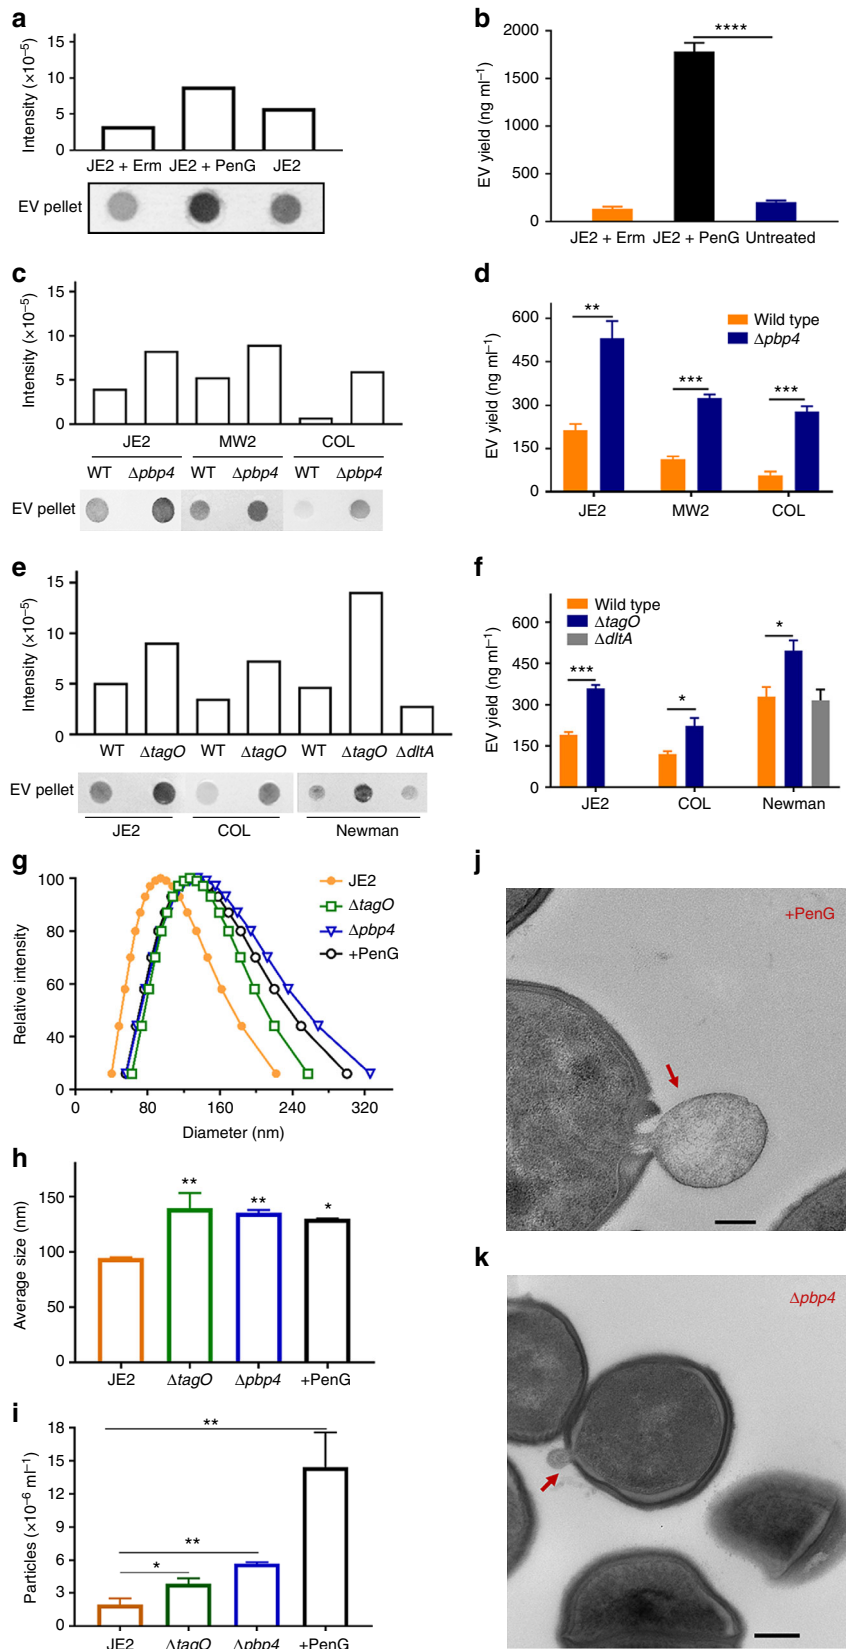 a
Intensity (×10⁻⁵)
15
10
5
0
JE2 + Erm JE2 + PenG JE2
EV pellet
b
EV yield (ng ml⁻¹)
2000
1500
1000
500
0
****
JE2 + Erm JE2 + PenG Untreated
c
Intensity (×10⁻⁵)
15
10
5
0
JE2 MW2 COL
WT Δpbp4 WT Δpbp4 WT Δpbp4
EV pellet
d
EV yield (ng ml⁻¹)
600
450
300
150
0
** *** ***
Wild type
Δpbp4
JE2 MW2 COL
e
Intensity (×10⁻⁵)
15
10
5
0
WT ΔtagO WT ΔtagO WT ΔtagO ΔdltA
EV pellet
JE2 COL Newman
f
EV yield (ng ml⁻¹)
600
450
300
150
0
Wild type
ΔtagO
ΔdltA
*** * *
JE2 COL Newman
g
Relative intensity
100
80
60
40
0
JE2
ΔtagO
Δpbp4
+PenG
0 80 160 240 320
Diameter (nm)
h
Average size (nm)
150
100
50
0
** ** *
JE2 ΔtagO Δpbp4 +PenG
i
Particles (×10⁻⁶ ml⁻¹)
18
15
12
9
6
3
0
**
**
*
JE2 ΔtagO Δpbp4 +PenG
j
+PenG
k
Δpbp4